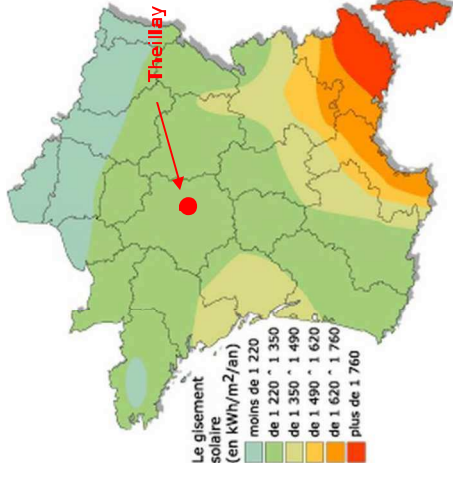 Theillay
Le gisement
solaire
(en kWh/m2/an)
moins de 1 220
de 1 220 ^ 1 350
de 1 350 ^ 1 490
de 1 490 ^ 1 620
de 1 620 ^ 1 760
plus de 1 760